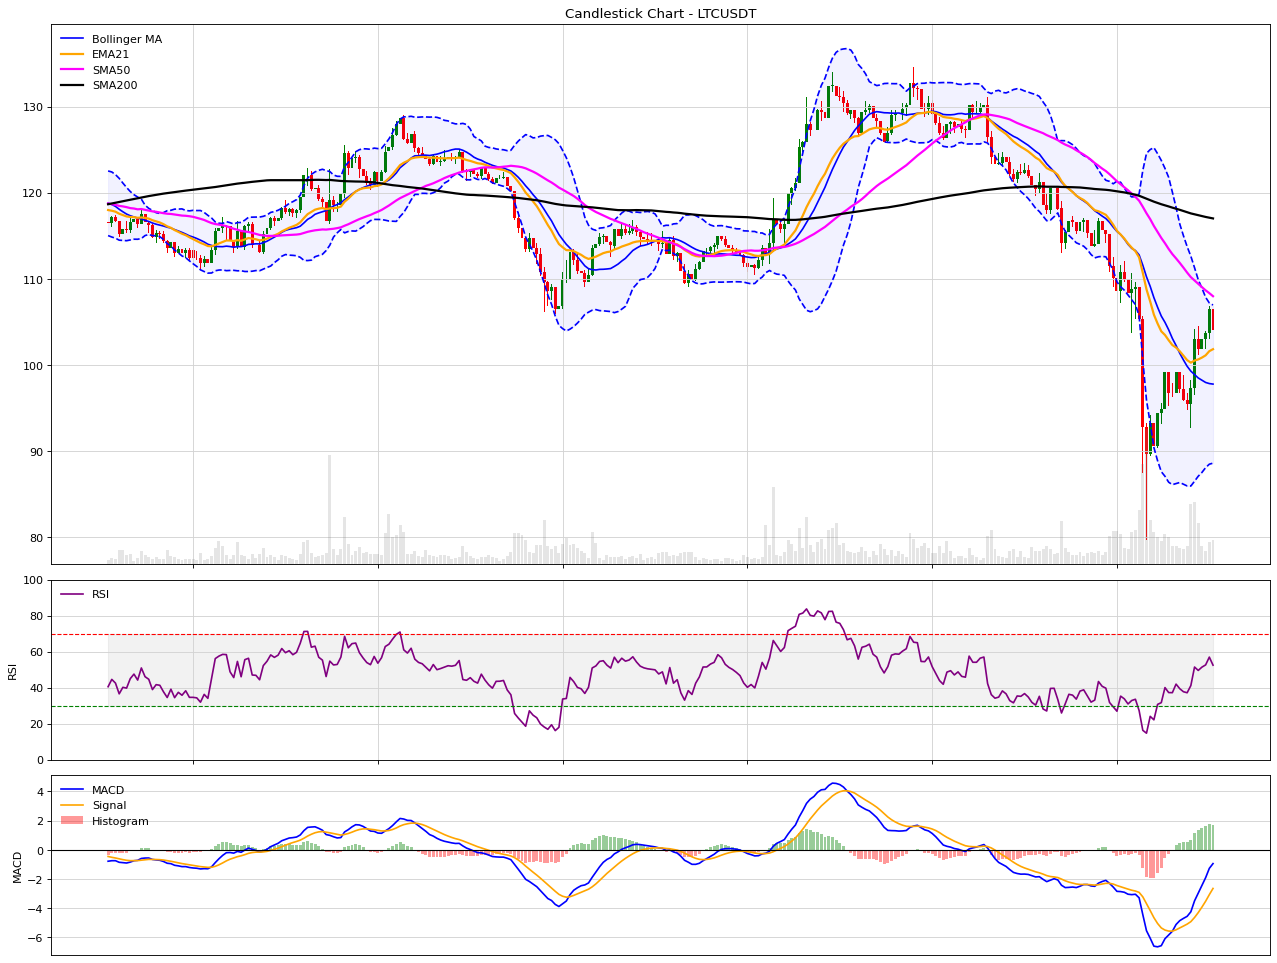 Candlestick Chart - LTCUSDT
Bollinger MA
EMA21
SMA50
SMA200
130
120
110
100
90
80
RSI
100
80
60
40
20
0
RSI
MACD
Signal
Histogram
4
2
0
−2
−4
−6
MACD